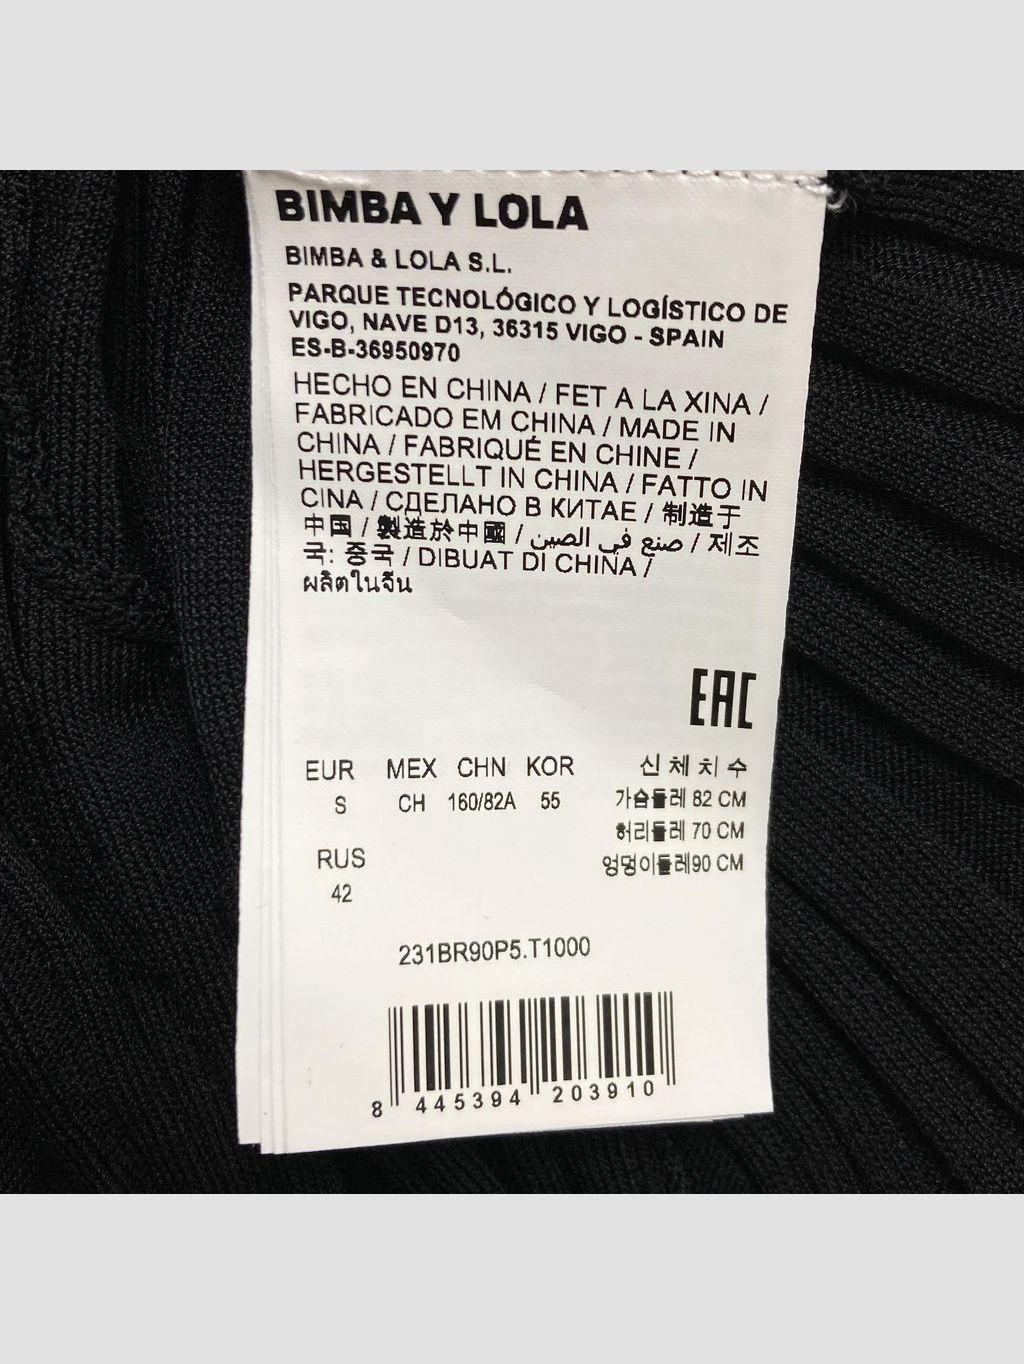 BIMBA Y LOLA
BIMBA & LOLA S.L.
PARQUE TECNOLÓGICO Y LOGÍSTICO DE
VIGO, NAVE D13, 36315 VIGO - SPAIN
ES-B-36950970
HECHO EN CHINA / FET A LA XINA /
FABRICADO EM CHINA / MADE IN
CHINA / FABRIQUÉ EN CHINE /
HERGESTELLT IN CHINA / FATTO IN
CINA / СДЕЛАНО В КИТАЕ / 制造于
中国 / 製造於中國 / صنع في الصين / 제조
국: 중국 / DIBUAT DI CHINA /
ผลิตในจีน
EAC
EUR MEX CHN KOR 신체치수
S CH 160/82A 55 가슴둘레 82 CM
허리둘레 70 CM
RUS 엉덩이둘레90 CM
42
231BR90P5.T1000
8 445394 203910